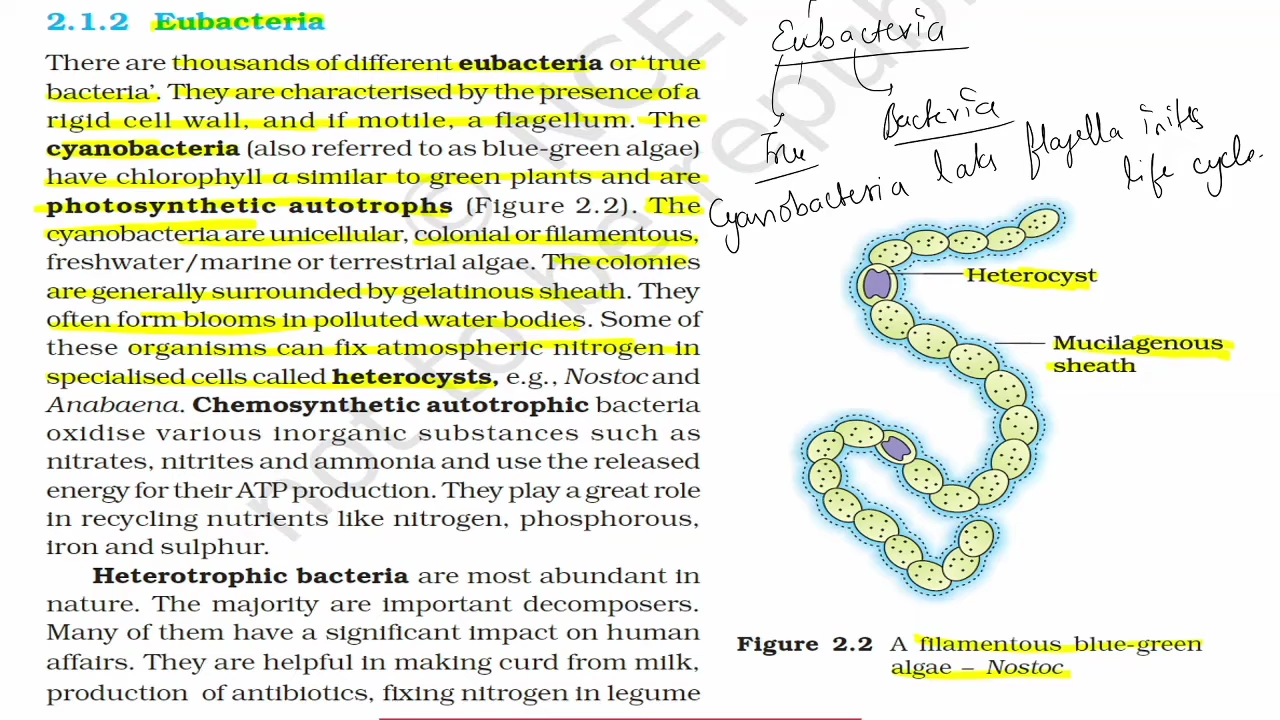 2.1.2 Eubacteria
There are thousands of different eubacteria or 'true
bacteria'. They are characterised by the presence of a
rigid cell wall, and if motile, a flagellum. The
cyanobacteria (also referred to as blue-green algae)
have chlorophyll a similar to green plants and are
photosynthetic autotrophs (Figure 2.2). The
cyanobacteria are unicellular, colonial or filamentous,
freshwater/marine or terrestrial algae. The colonies
are generally surrounded by gelatinous sheath. They
often form blooms in polluted water bodies. Some of
these organisms can fix atmospheric nitrogen in
specialised cells called heterocysts, e.g., Nostoc and
Anabaena. Chemosynthetic autotrophic bacteria
oxidise various inorganic substances such as
nitrates, nitrites and ammonia and use the released
energy for their ATP production. They play a great role
in recycling nutrients like nitrogen, phosphorous,
iron and sulphur.
Heterotrophic bacteria are most abundant in
nature. The majority are important decomposers.
Many of them have a significant impact on human
affairs. They are helpful in making curd from milk,
production of antibiotics, fixing nitrogen in legume
Eubacteria
True
Bacteria
Cyanobacteria laks flagella in its
life cycle.
Heterocyst
Mucilagenous
sheath
Figure 2.2 A filamentous blue-green
algae – Nostoc
© NCE
not to be republ